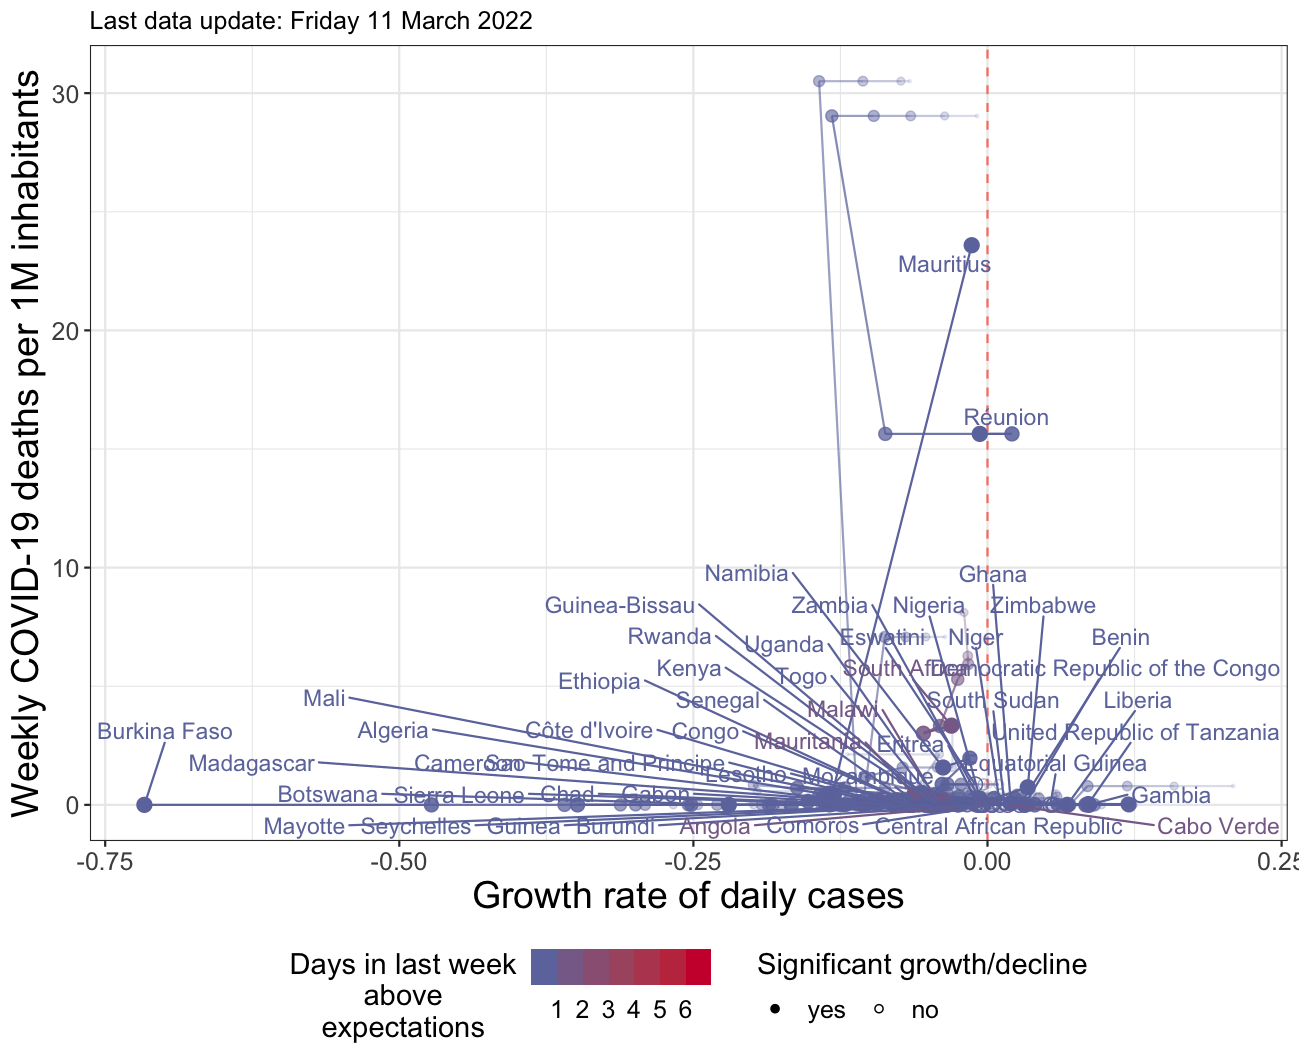 Last data update: Friday 11 March 2022
Weekly COVID-19 deaths per 1M inhabitants
30
20
10
0
Mauritius
Réunion
Namibia
Ghana
Guinea-Bissau
Zambia
Nigeria
Zimbabwe
Rwanda
Uganda
Eswatini
Niger
Benin
Kenya
Togo
South Africa
Democratic Republic of the Congo
Ethiopia
Mali
Senegal
Malawi
South Sudan
Liberia
Burkina Faso
Algeria
Côte d'Ivoire
Congo
Mauritania
Eritrea
United Republic of Tanzania
Madagascar
Cameroon
Sao Tome and Principe
Lesotho
Mozambique
Equatorial Guinea
Botswana
Sierra Leone
Chad
Gabon
Gambia
Mayotte
Seychelles
Guinea
Burundi
Angola
Comoros
Central African Republic
Cabo Verde
-0.75
-0.50
-0.25
0.00
0.25
Growth rate of daily cases
Days in last week
above
expectations
1 2 3 4 5 6
Significant growth/decline
yes
no